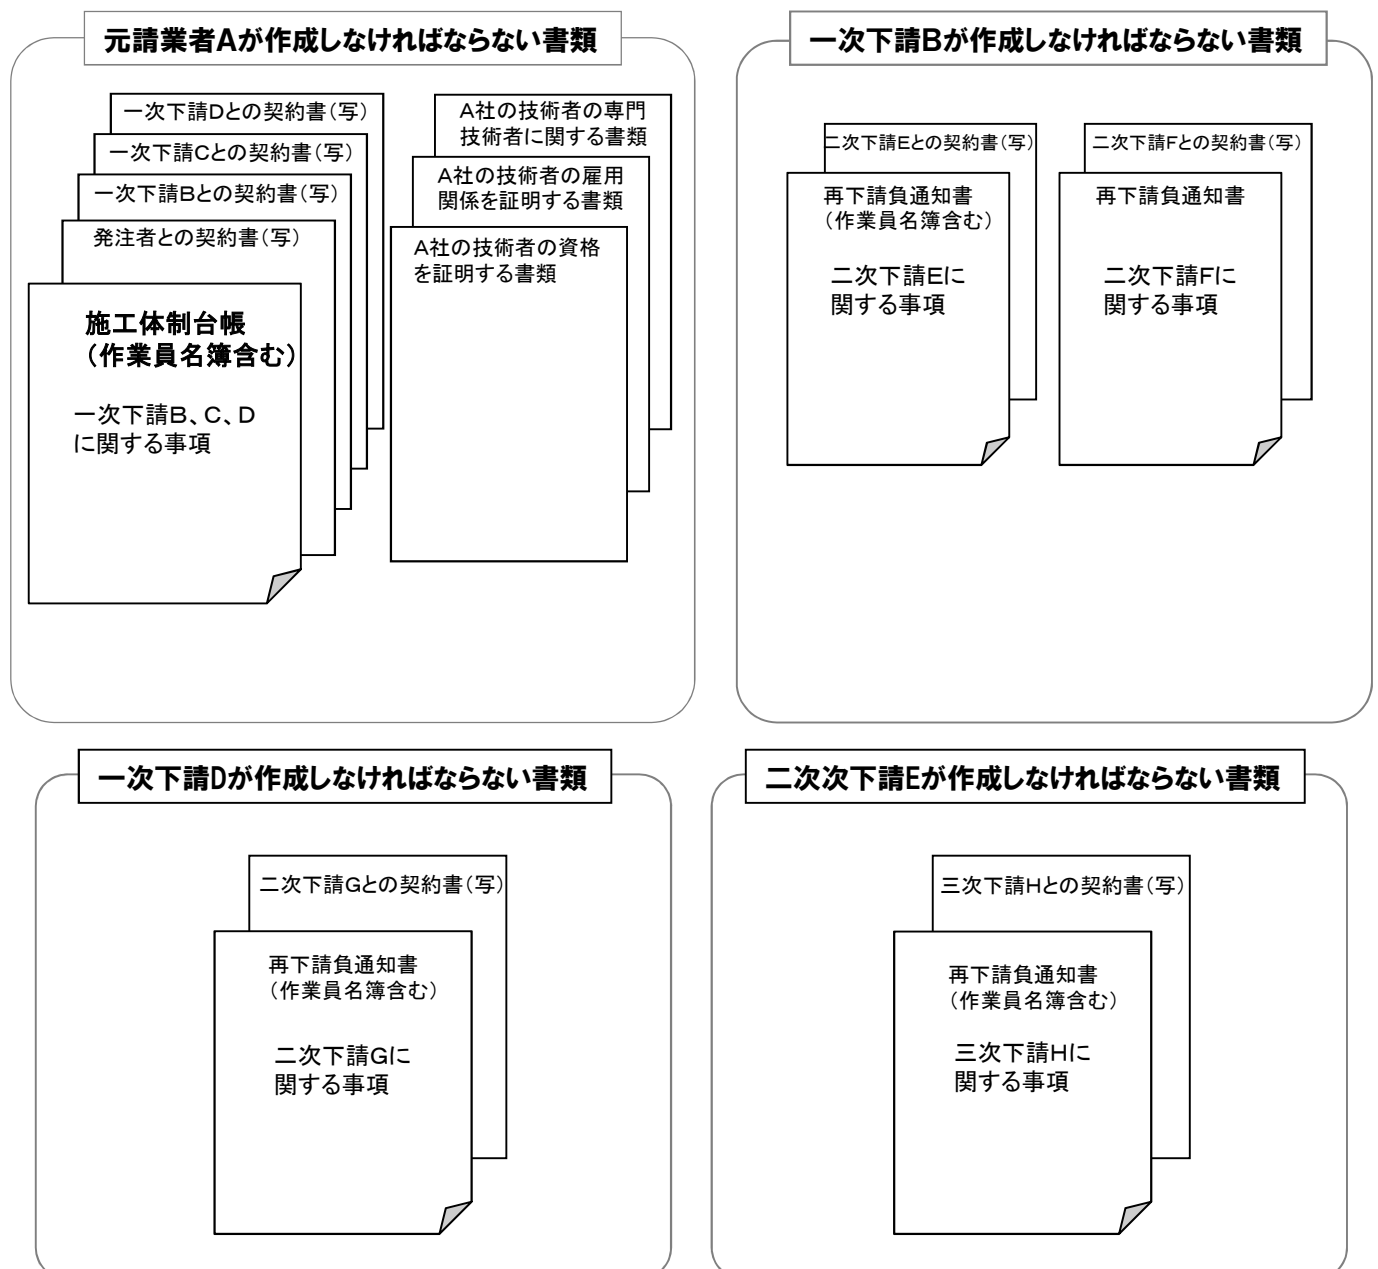 元請業者Aが作成しなければならない書類
一次下請Dとの契約書(写)
一次下請Cとの契約書(写)
一次下請Bとの契約書(写)
発注者との契約書(写)
施工体制台帳
(作業員名簿含む)
一次下請B、C、D
に関する事項
A社の技術者の専門
技術者に関する書類
A社の技術者の雇用
関係を証明する書類
A社の技術者の資格
を証明する書類
一次下請Bが作成しなければならない書類
二次下請Eとの契約書(写)
再下請負通知書
(作業員名簿含む)
二次下請Eに
関する事項
二次下請Fとの契約書(写)
再下請負通知書
二次下請Fに
関する事項
一次下請Dが作成しなければならない書類
二次下請Gとの契約書(写)
再下請負通知書
(作業員名簿含む)
二次下請Gに
関する事項
二次次下請Eが作成しなければならない書類
三次下請Hとの契約書(写)
再下請負通知書
(作業員名簿含む)
三次下請Hに
関する事項